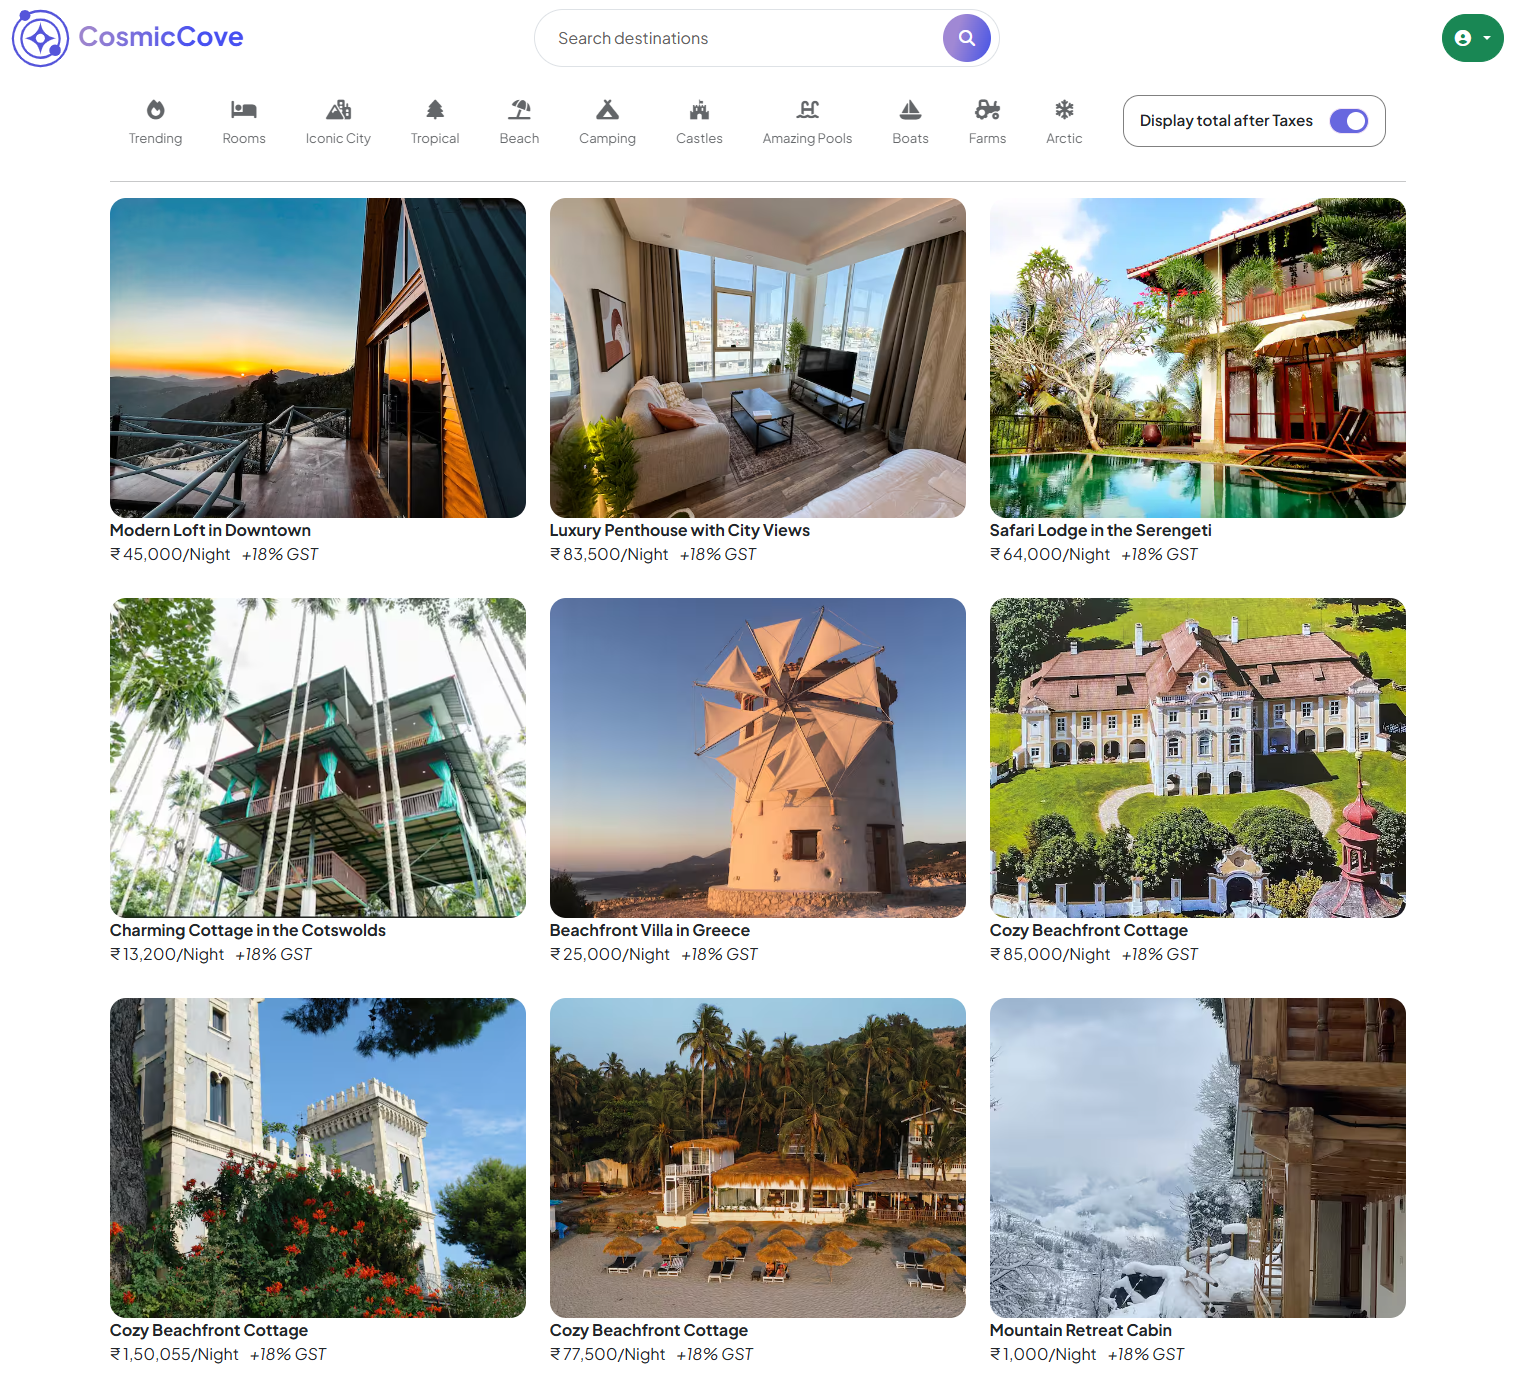 CosmicCove
Search destinations
Trending
Rooms
Iconic City
Tropical
Beach
Camping
Castles
Amazing Pools
Boats
Farms
Arctic
Display total after Taxes
Modern Loft in Downtown
₹ 45,000/Night +18% GST
Luxury Penthouse with City Views
₹ 83,500/Night +18% GST
Safari Lodge in the Serengeti
₹ 64,000/Night +18% GST
Charming Cottage in the Cotswolds
₹ 13,200/Night +18% GST
Beachfront Villa in Greece
₹ 25,000/Night +18% GST
Cozy Beachfront Cottage
₹ 85,000/Night +18% GST
Cozy Beachfront Cottage
₹ 1,50,055/Night +18% GST
Cozy Beachfront Cottage
₹ 77,500/Night +18% GST
Mountain Retreat Cabin
₹ 1,000/Night +18% GST